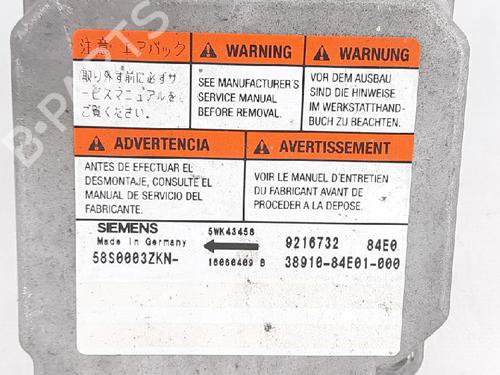 注意 エアバック
取り外す前に必ずサ
ービスマニュアルを
ご覧ください。
WARNING
SEE MANUFACTURER'S
SERVICE MANUAL
BEFORE REMOVAL.
WARNUNG
VOR DEM AUSBAU
SIND DIE HINWEISE
IM WERKSTATTHAND-
BUCH ZU BEACHTEN.
ADVERTENCIA
ANTES DE EFECTUAR EL
DESMONTAJE, CONSULTE EL
MANUAL DE SERVICIO DEL
FABRICANTE.
AVERTISSEMENT
VOIR LE MANUEL D'ENTRETIEN
DU FABRICANT AVANT DE
PROCEDER A LA DEPOSE.
SIEMENS
Made in Germany
58S0003ZKN-
5WK43456
16060409 B
9216732 84E0
38910-84E01-000
B-PARTS